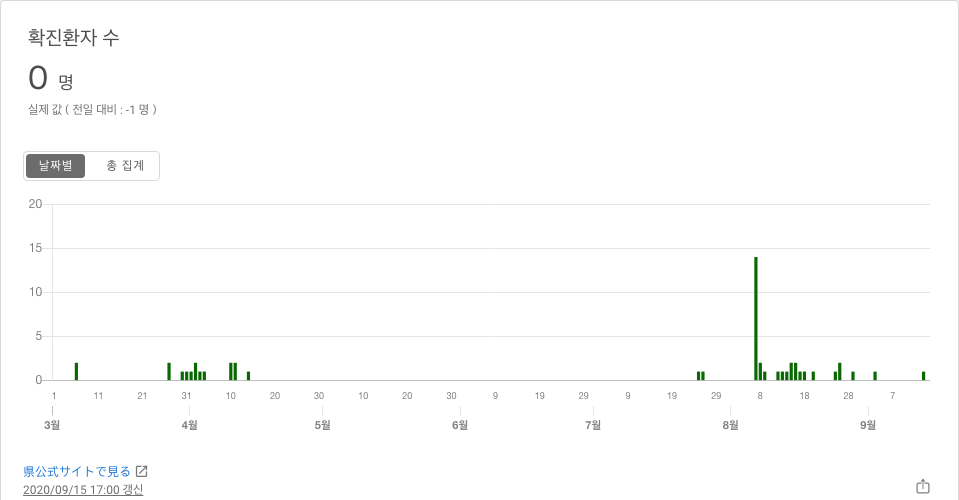 확진환자 수
0 명
실제 값 ( 전일 대비 : -1 명 )
날짜별 총 집계
20
15
10
5
0
1 11 21 31 10 20 30 10 20 30 9 19 29 9 19 29 8 18 28 7
3월 4월 5월 6월 7월 8월 9월
県公式サイトで見る
2020/09/15 17:00 갱신